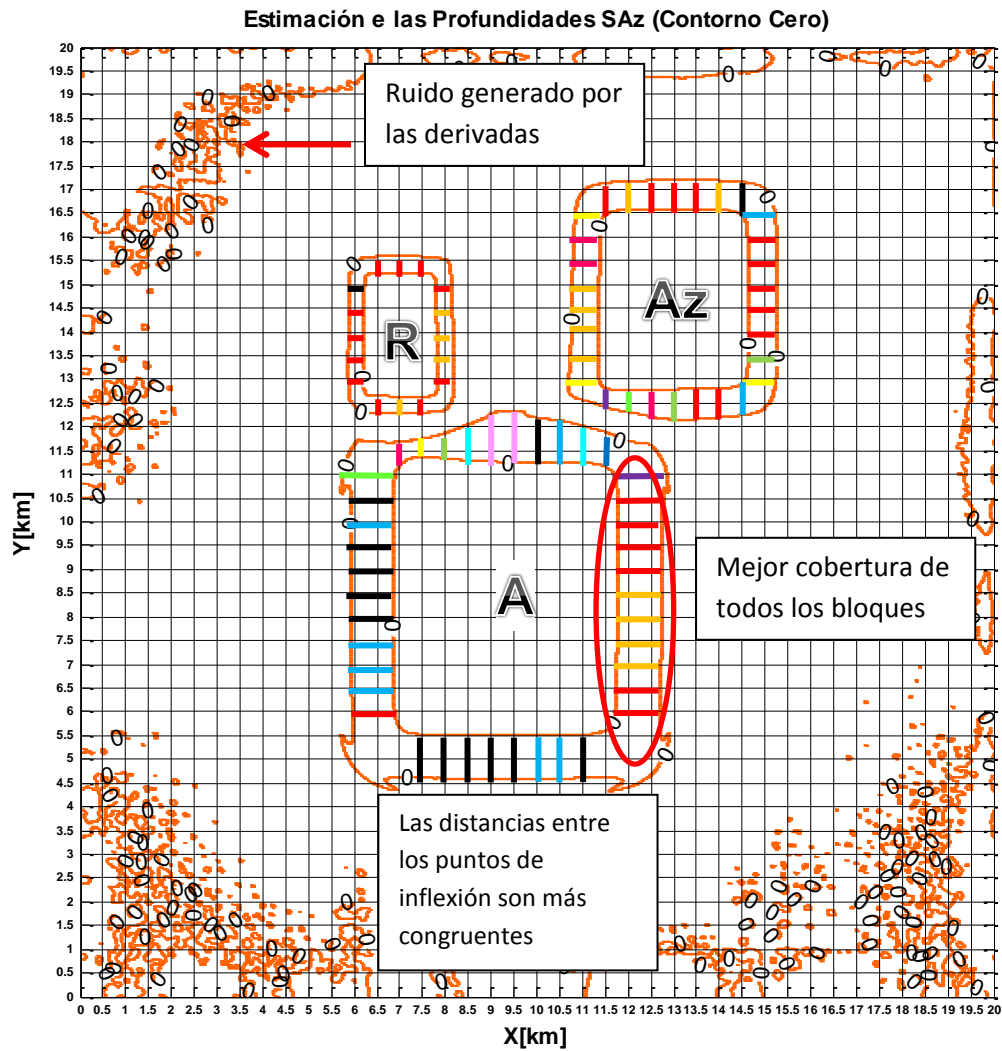 Estimación e las Profundidades SAz (Contorno Cero)
Ruido generado por
las derivadas
R
Az
A
Mejor cobertura de
todos los bloques
Las distancias entre
los puntos de
inflexión son más
congruentes
Y[km]
20
19.5
19
18.5
18
17.5
17
16.5
16
15.5
15
14.5
14
13.5
13
12.5
12
11.5
11
10.5
10
9.5
9
8.5
8
7.5
7
6.5
6
5.5
5
4.5
4
3.5
3
2.5
2
1.5
1
0.5
0
0 0.5 1 1.5 2 2.5 3 3.5 4 4.5 5 5.5 6 6.5 7 7.5 8 8.5 9 9.5 10 10.5 11 11.5 12 12.5 13 13.5 14 14.5 15 15.5 16 16.5 17 17.5 18 18.5 19 19.5 20
X[km]